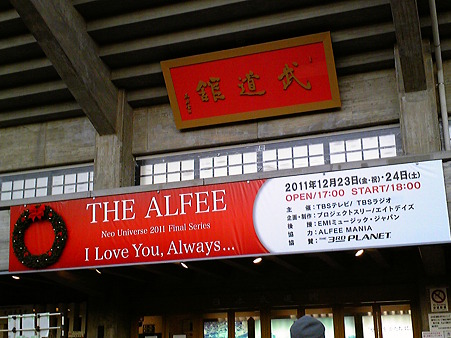 武道館
THE ALFEE
Neo Universe 2011 Final Series
I Love You, Always...
2011年12月23日(金・祝)・24日(土)
OPEN/17:00 START/18:00
主催:TBSテレビ/TBSラジオ
企画・制作:プロジェクトスリー/エイトデイズ
後援:EMIミュージック・ジャパン
協力:ALFEE MANIA
協賛:THE 3RD PLANET